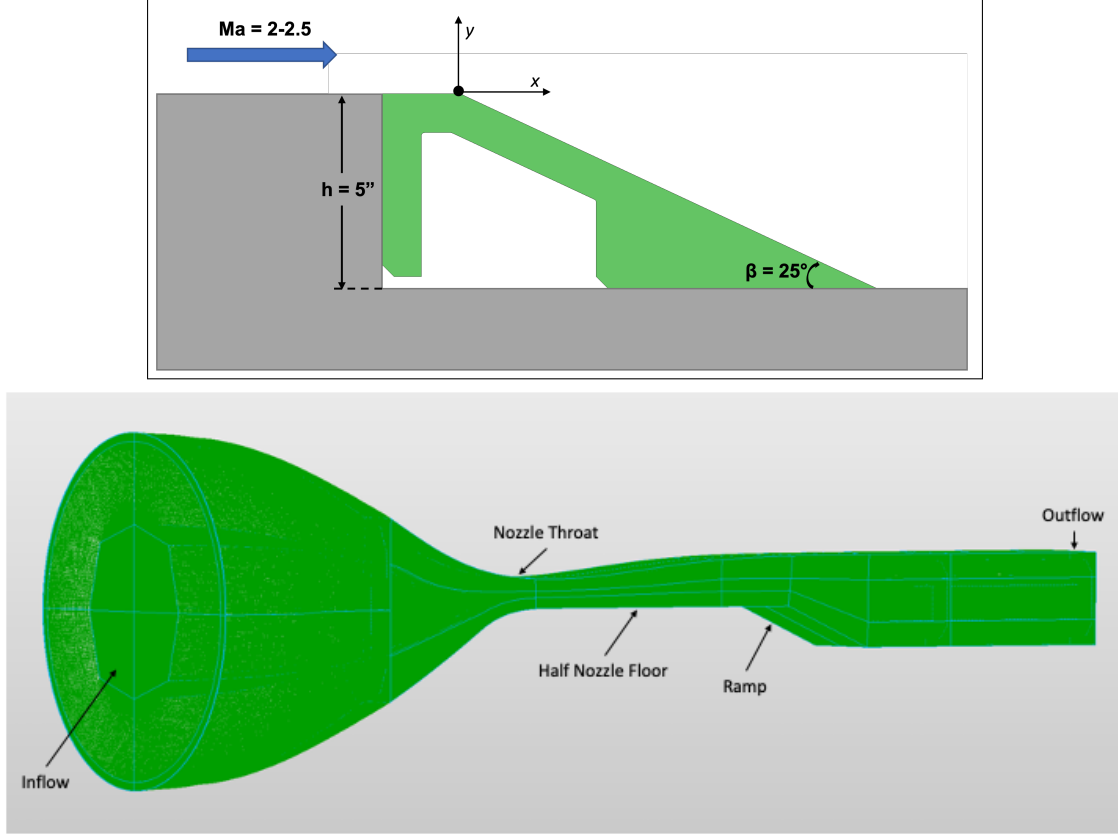 Ma = 2-2.5
y
x
h = 5”
β = 25°
Nozzle Throat
Outflow
Half Nozzle Floor
Ramp
Inflow